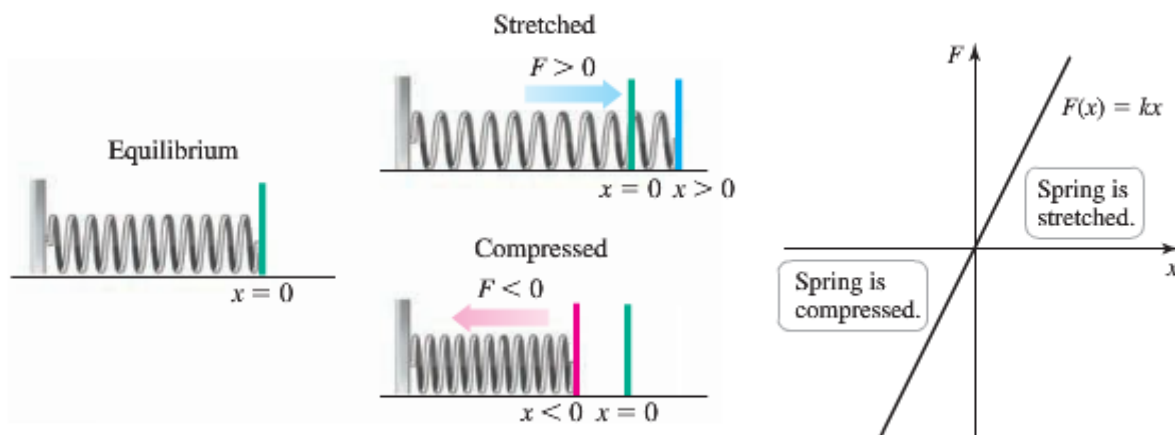 Equilibrium
x = 0
Stretched
F > 0
x = 0 x > 0
Compressed
F < 0
x < 0 x = 0
F
F(x) = kx
Spring is
stretched.
x
Spring is
compressed.